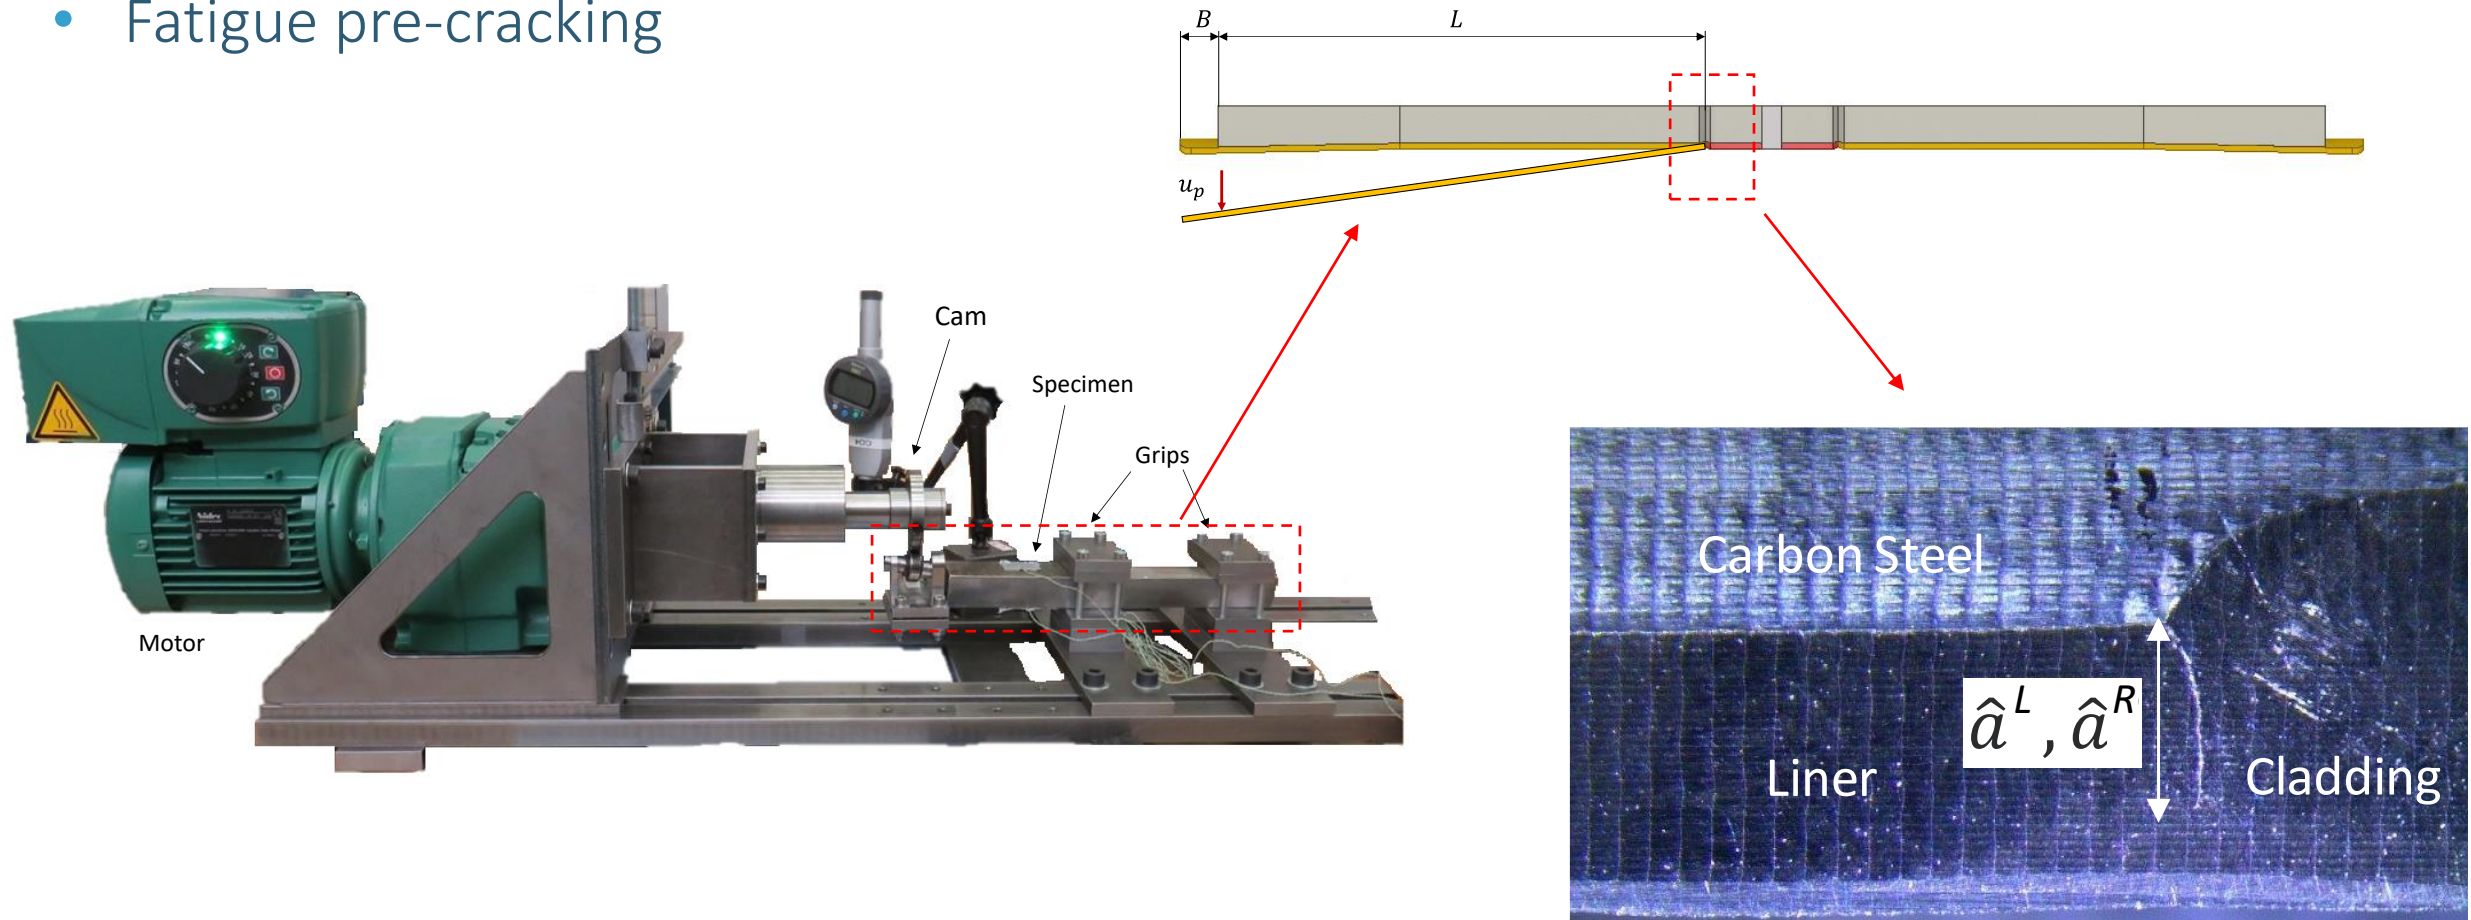 • Fatigue pre-cracking
B
L
u_p
Cam
Specimen
Grips
Motor
Carbon Steel
Liner
â^L, â^R
Cladding